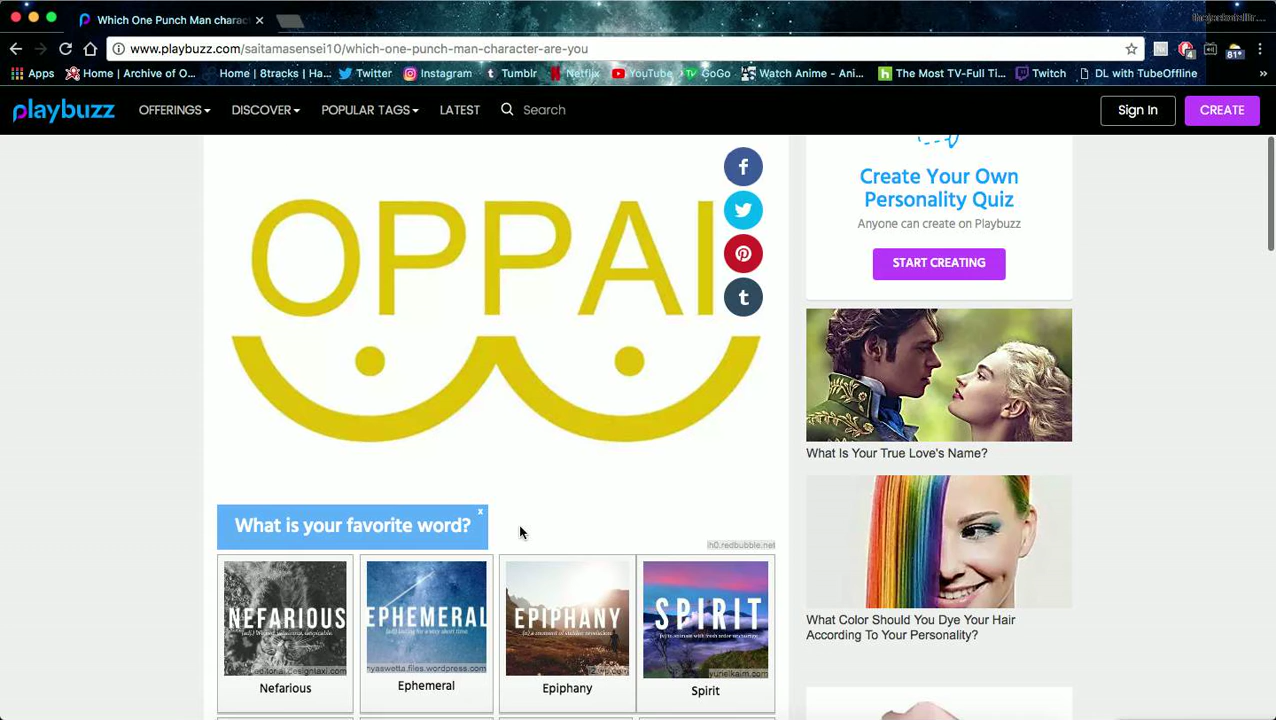 Which One Punch Man charac
www.playbuzz.com/saitamasensei10/which-one-punch-man-character-are-you
Apps
Home | Archive of O...
Home | 8tracks | Ha...
Twitter
Instagram
Tumblr
Netflix
YouTube
GoGo
Watch Anime - Ani...
The Most TV-Full Ti...
Twitch
DL with TubeOffline
playbuzz
OFFERINGS
DISCOVER
POPULAR TAGS
LATEST
Search
Sign In
CREATE
OPPAI
Create Your Own
Personality Quiz
Anyone can create on Playbuzz
START CREATING
What Is Your True Love's Name?
What is your favorite word?
x
lh0.redbubble.net
NEFARIOUS
EPHEMERAL
EPIPHANY
SPIRIT
Nefarious
Ephemeral
Epiphany
Spirit
What Color Should You Dye Your Hair
According To Your Personality?